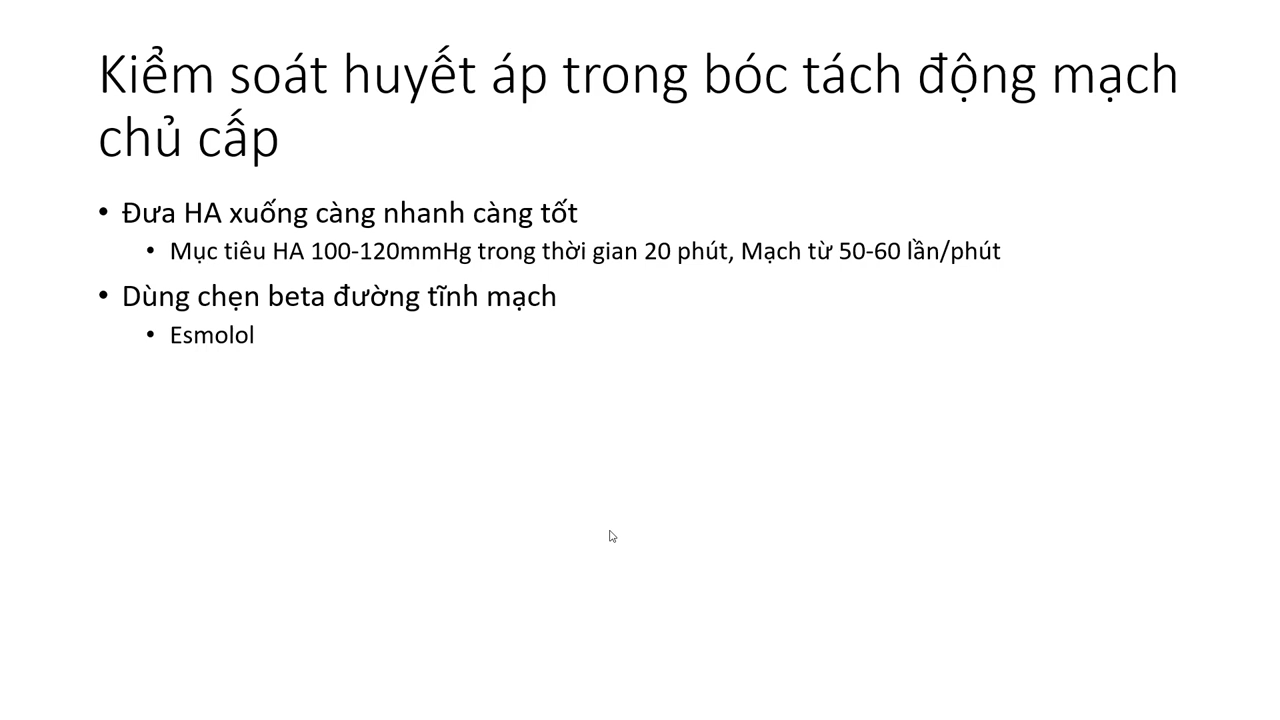 Kiểm soát huyết áp trong bóc tách động mạch
chủ cấp
• Đưa HA xuống càng nhanh càng tốt
• Mục tiêu HA 100-120mmHg trong thời gian 20 phút, Mạch từ 50-60 lần/phút
• Dùng chẹn beta đường tĩnh mạch
• Esmolol